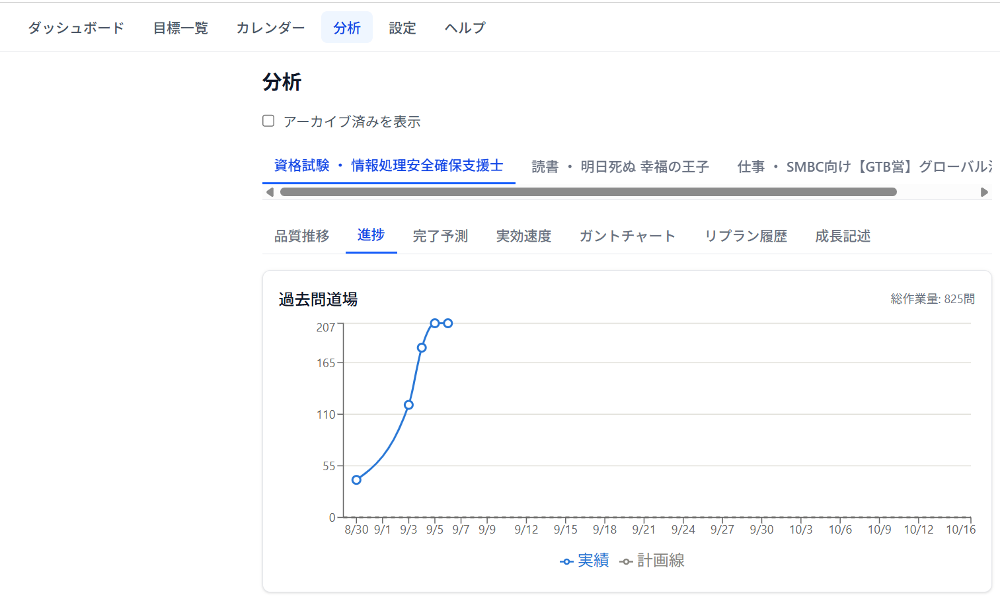 ダッシュボード 目標一覧 カレンダー 分析 設定 ヘルプ
分析
アーカイブ済みを表示
資格試験 ・ 情報処理安全確保支援士 読書 ・ 明日死ぬ 幸福の王子 仕事 ・ SMBC向け【GTB営】グローバル
品質推移 進捗 完了予測 実効速度 ガントチャート リプラン履歴 成長記述
過去問道場 総作業量: 825問
207
165
110
55
0
8/30 9/1 9/3 9/5 9/7 9/9 9/12 9/15 9/18 9/21 9/24 9/27 9/30 10/3 10/6 10/9 10/12 10/16
実績 計画線